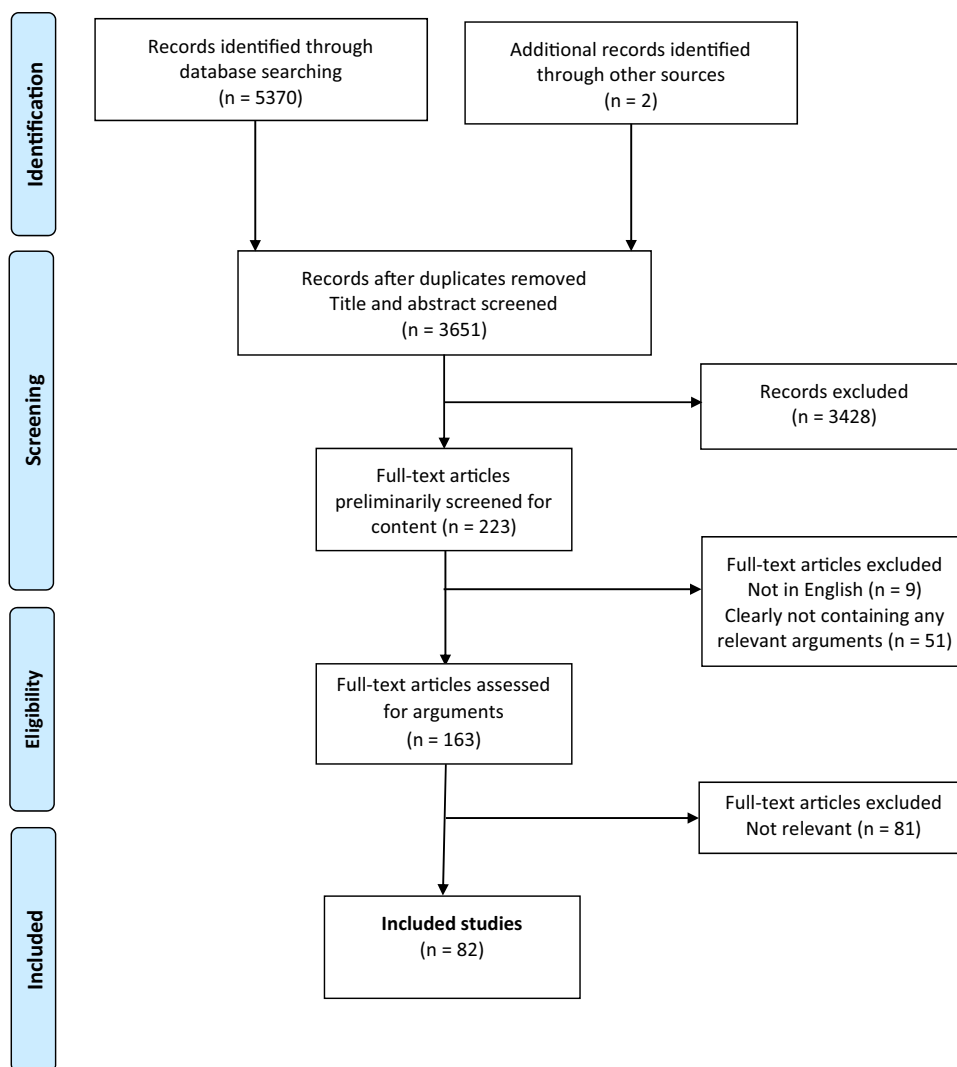 Identification
Records identified through
database searching
(n = 5370)
Additional records identified
through other sources
(n = 2)
Screening
Records after duplicates removed
Title and abstract screened
(n = 3651)
Records excluded
(n = 3428)
Full-text articles
preliminarily screened for
content (n = 223)
Full-text articles excluded
Not in English (n = 9)
Clearly not containing any
relevant arguments (n = 51)
Eligibility
Full-text articles assessed
for arguments
(n = 163)
Full-text articles excluded
Not relevant (n = 81)
Included
Included studies
(n = 82)